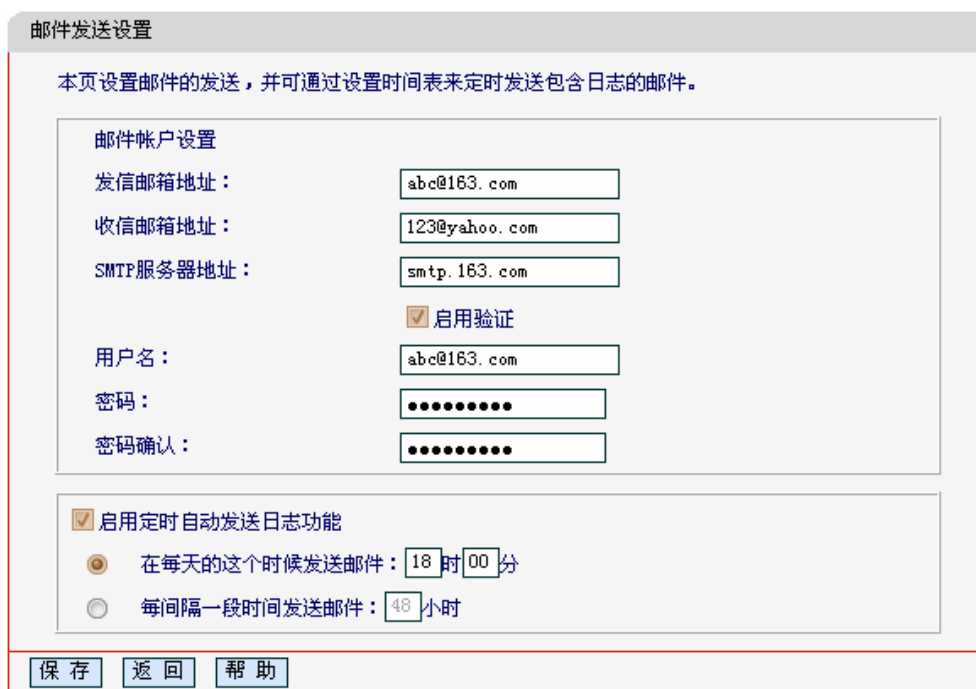 邮件发送设置
本页设置邮件的发送，并可通过设置时间表来定时发送包含日志的邮件。
邮件帐户设置
发信邮箱地址： abc@163.com
收信邮箱地址： 123@yahoo.com
SMTP服务器地址： smtp.163.com
启用验证
用户名： abc@163.com
密码： ●●●●●●●●●
密码确认： ●●●●●●●●●
启用定时自动发送日志功能
在每天的这个时候发送邮件： 18 时 00 分
每间隔一段时间发送邮件： 48 小时
保 存 返 回 帮 助